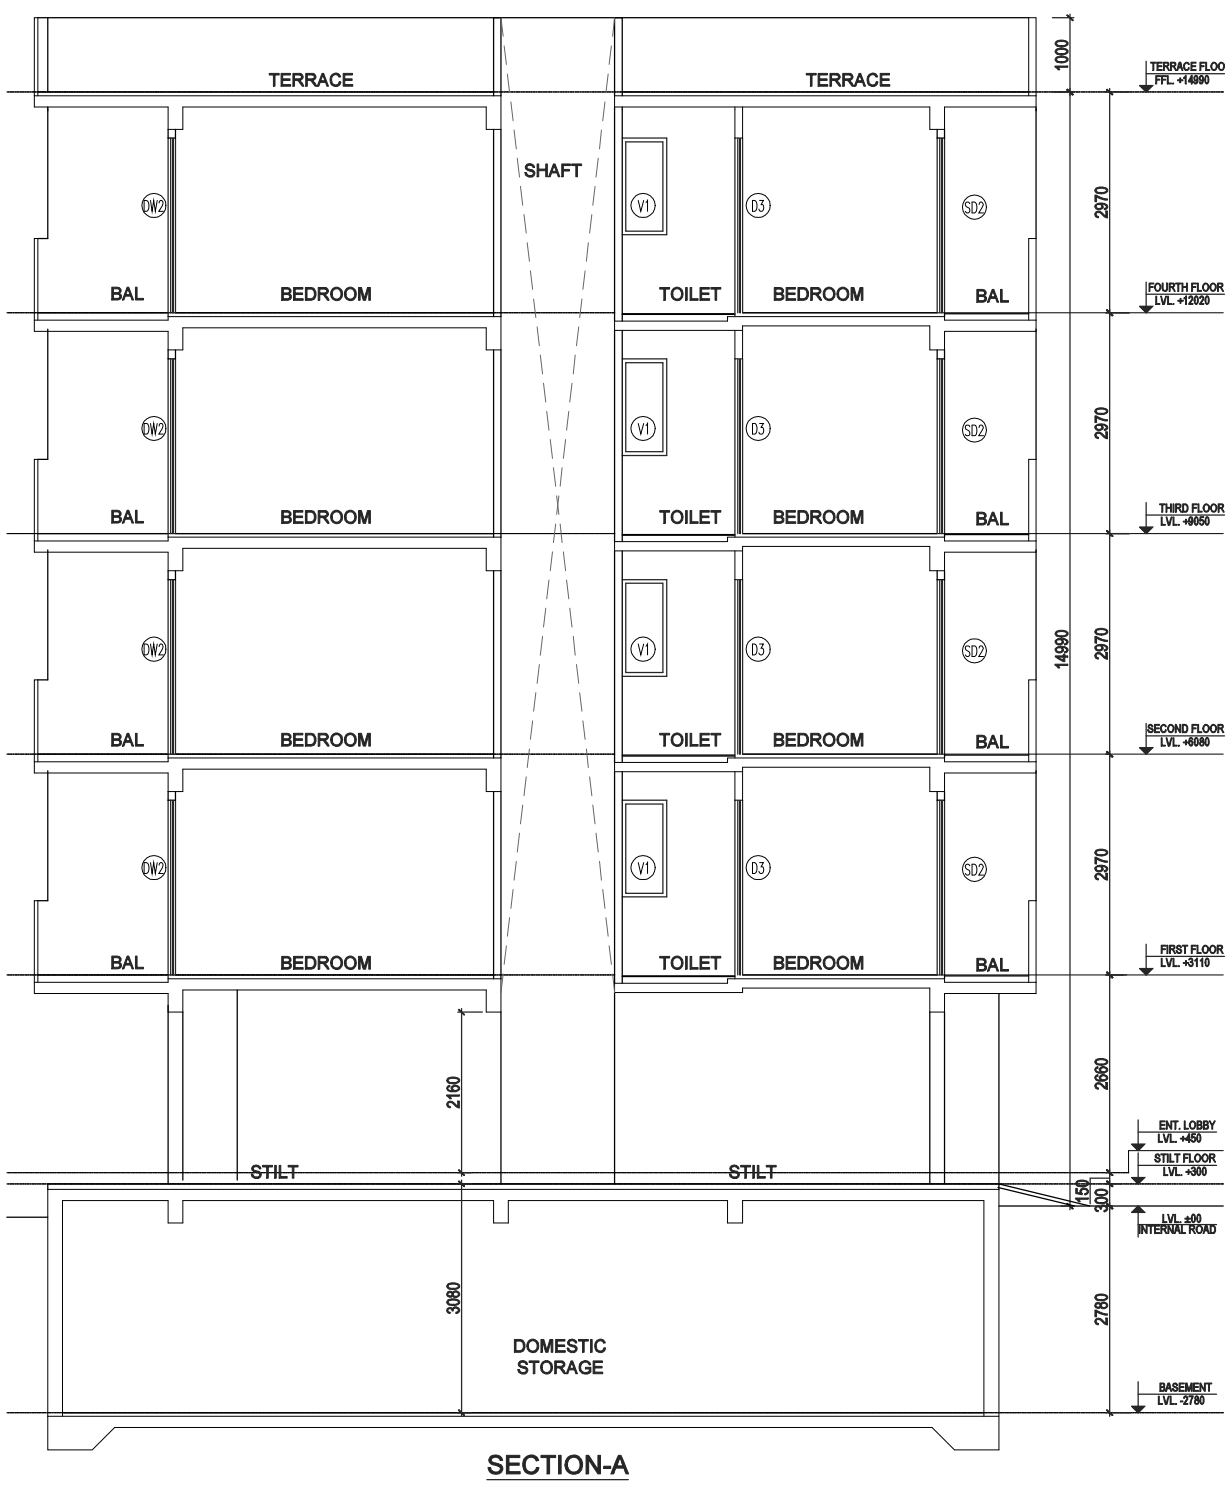 1000
TERRACE FLOO
FFL. +14990
TERRACE
TERRACE
SHAFT
DW2
V1
D3
SD2
2970
BAL
BEDROOM
TOILET
BEDROOM
BAL
FOURTH FLOOR
LVL. +12020
DW2
V1
D3
SD2
2970
BAL
BEDROOM
TOILET
BEDROOM
BAL
THIRD FLOOR
LVL. +9050
DW2
V1
D3
SD2
14990
2970
BAL
BEDROOM
TOILET
BEDROOM
BAL
SECOND FLOOR
LVL. +6080
DW2
V1
D3
SD2
2970
BAL
BEDROOM
TOILET
BEDROOM
BAL
FIRST FLOOR
LVL. +3110
2160
2660
ENT. LOBBY
LVL. +450
STILT
STILT
STILT FLOOR
LVL. +300
150
300
LVL. ±00
INTERNAL ROAD
3080
2780
DOMESTIC
STORAGE
BASEMENT
LVL. -2780
SECTION-A